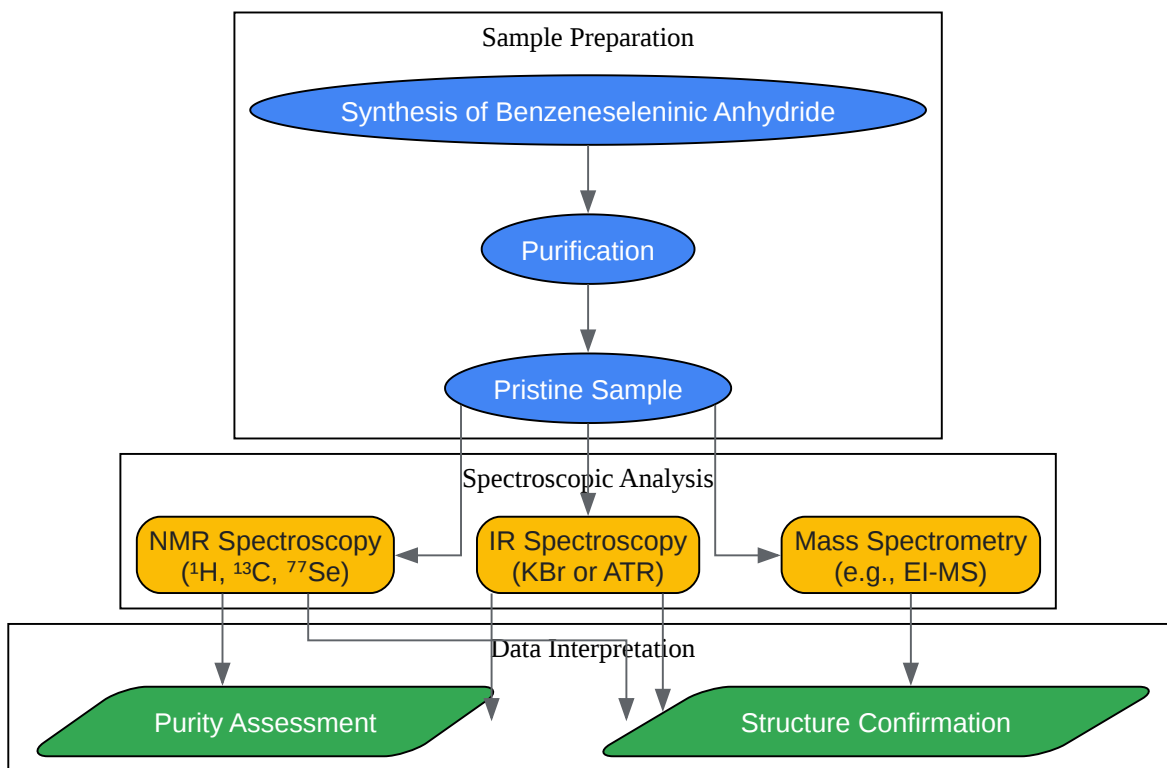 Sample Preparation
Synthesis of Benzeneseleninic Anhydride
Purification
Pristine Sample
Spectroscopic Analysis
NMR Spectroscopy
(¹H, ¹³C, ⁷⁷Se)
IR Spectroscopy
(KBr or ATR)
Mass Spectrometry
(e.g., EI-MS)
Data Interpretation
Purity Assessment
Structure Confirmation